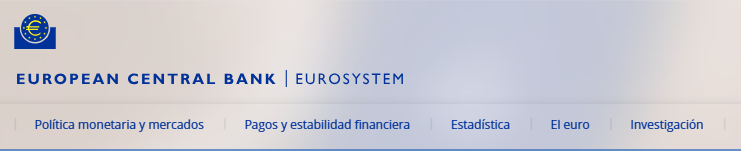 EUROPEAN CENTRAL BANK | EUROSYSTEM
Política monetaria y mercados | Pagos y estabilidad financiera | Estadística | El euro | Investigación